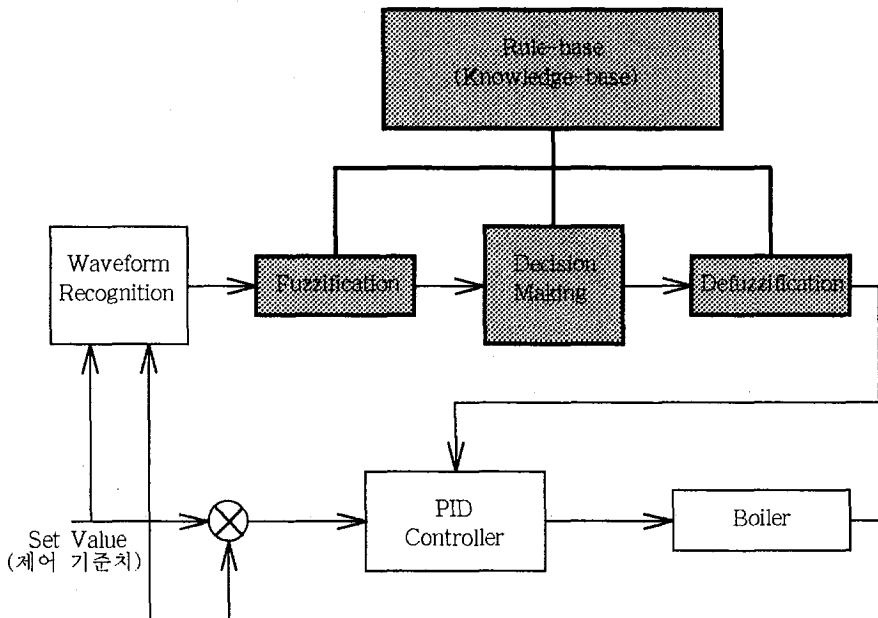 Rule-base
(Knowledge-base)
Waveform
Recognition
Fuzzification
Decision
Making
Defuzzification
PID
Controller
Boiler
Set Value
(제어 기준치)